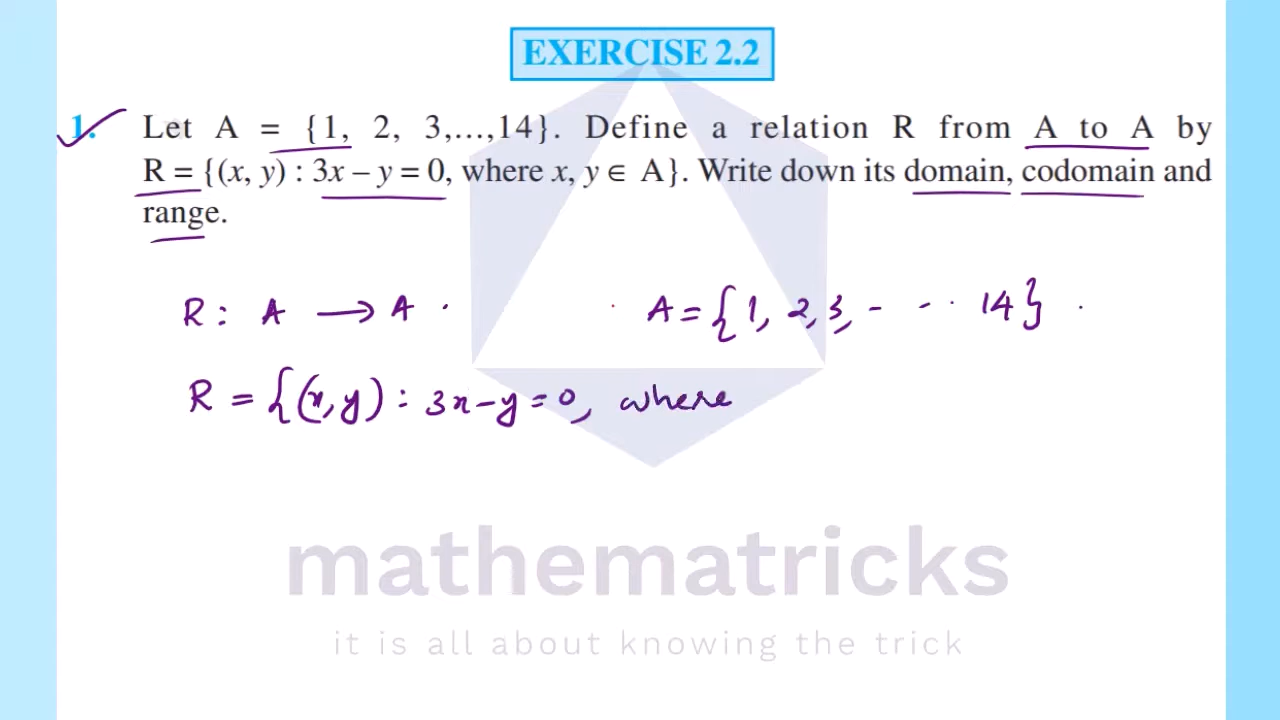 EXERCISE 2.2
1. Let A = {1, 2, 3,...,14}. Define a relation R from A to A by
R = {(x, y) : 3x – y = 0, where x, y ∈ A}. Write down its domain, codomain and
range.
R : A → A . A = {1, 2, 3, - - · 14} .
R = {(x, y) : 3x - y = 0, where
mathematricks
it is all about knowing the trick